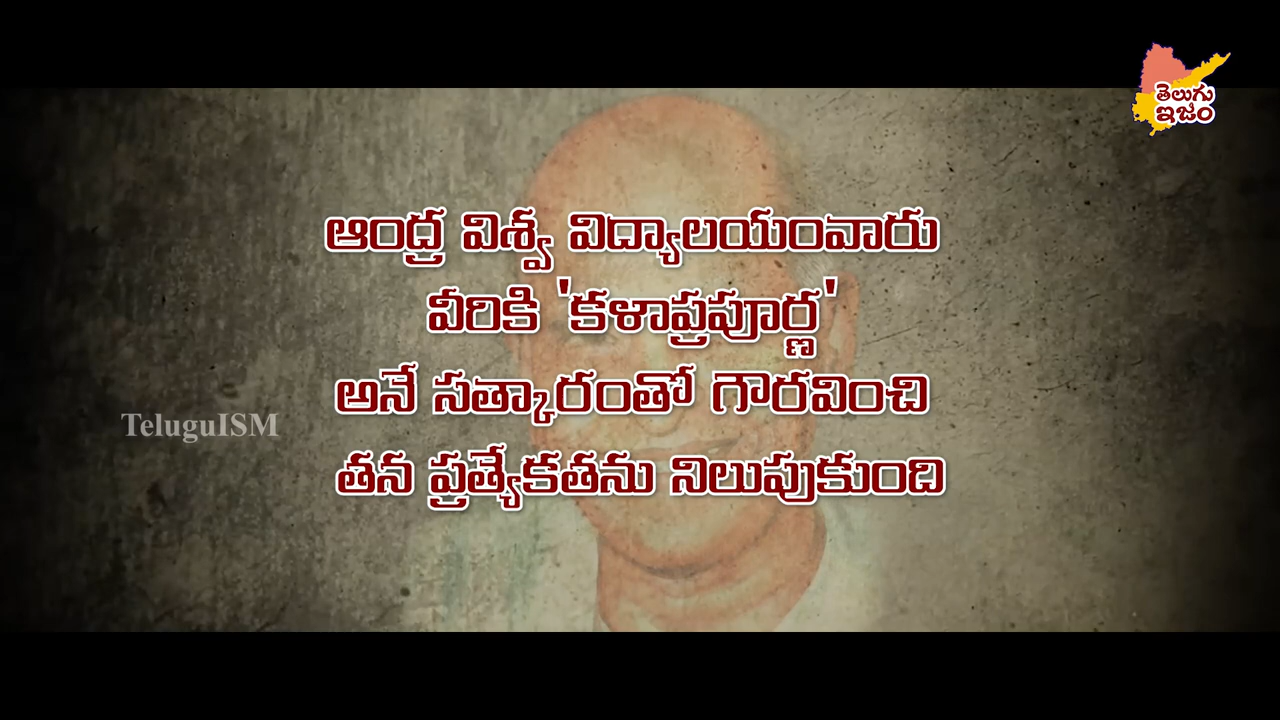 తెలుగు
ఇజం
ఆంధ్ర విశ్వ విద్యాలయంవారు
వీరికి 'కళాప్రపూర్ణ'
అనే సత్కారంతో గౌరవించి
TeluguISM
తన ప్రత్యేకతను నిలుపుకుంది